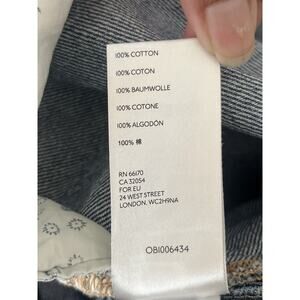 100% COTTON
100% COTON
100% BAUMWOLLE
100% COTONE
100% ALGODÓN
100% 棉
RN 66170
CA 32054
FOR EU
24 WEST STREET
LONDON, WC2H9NA
OBI006434